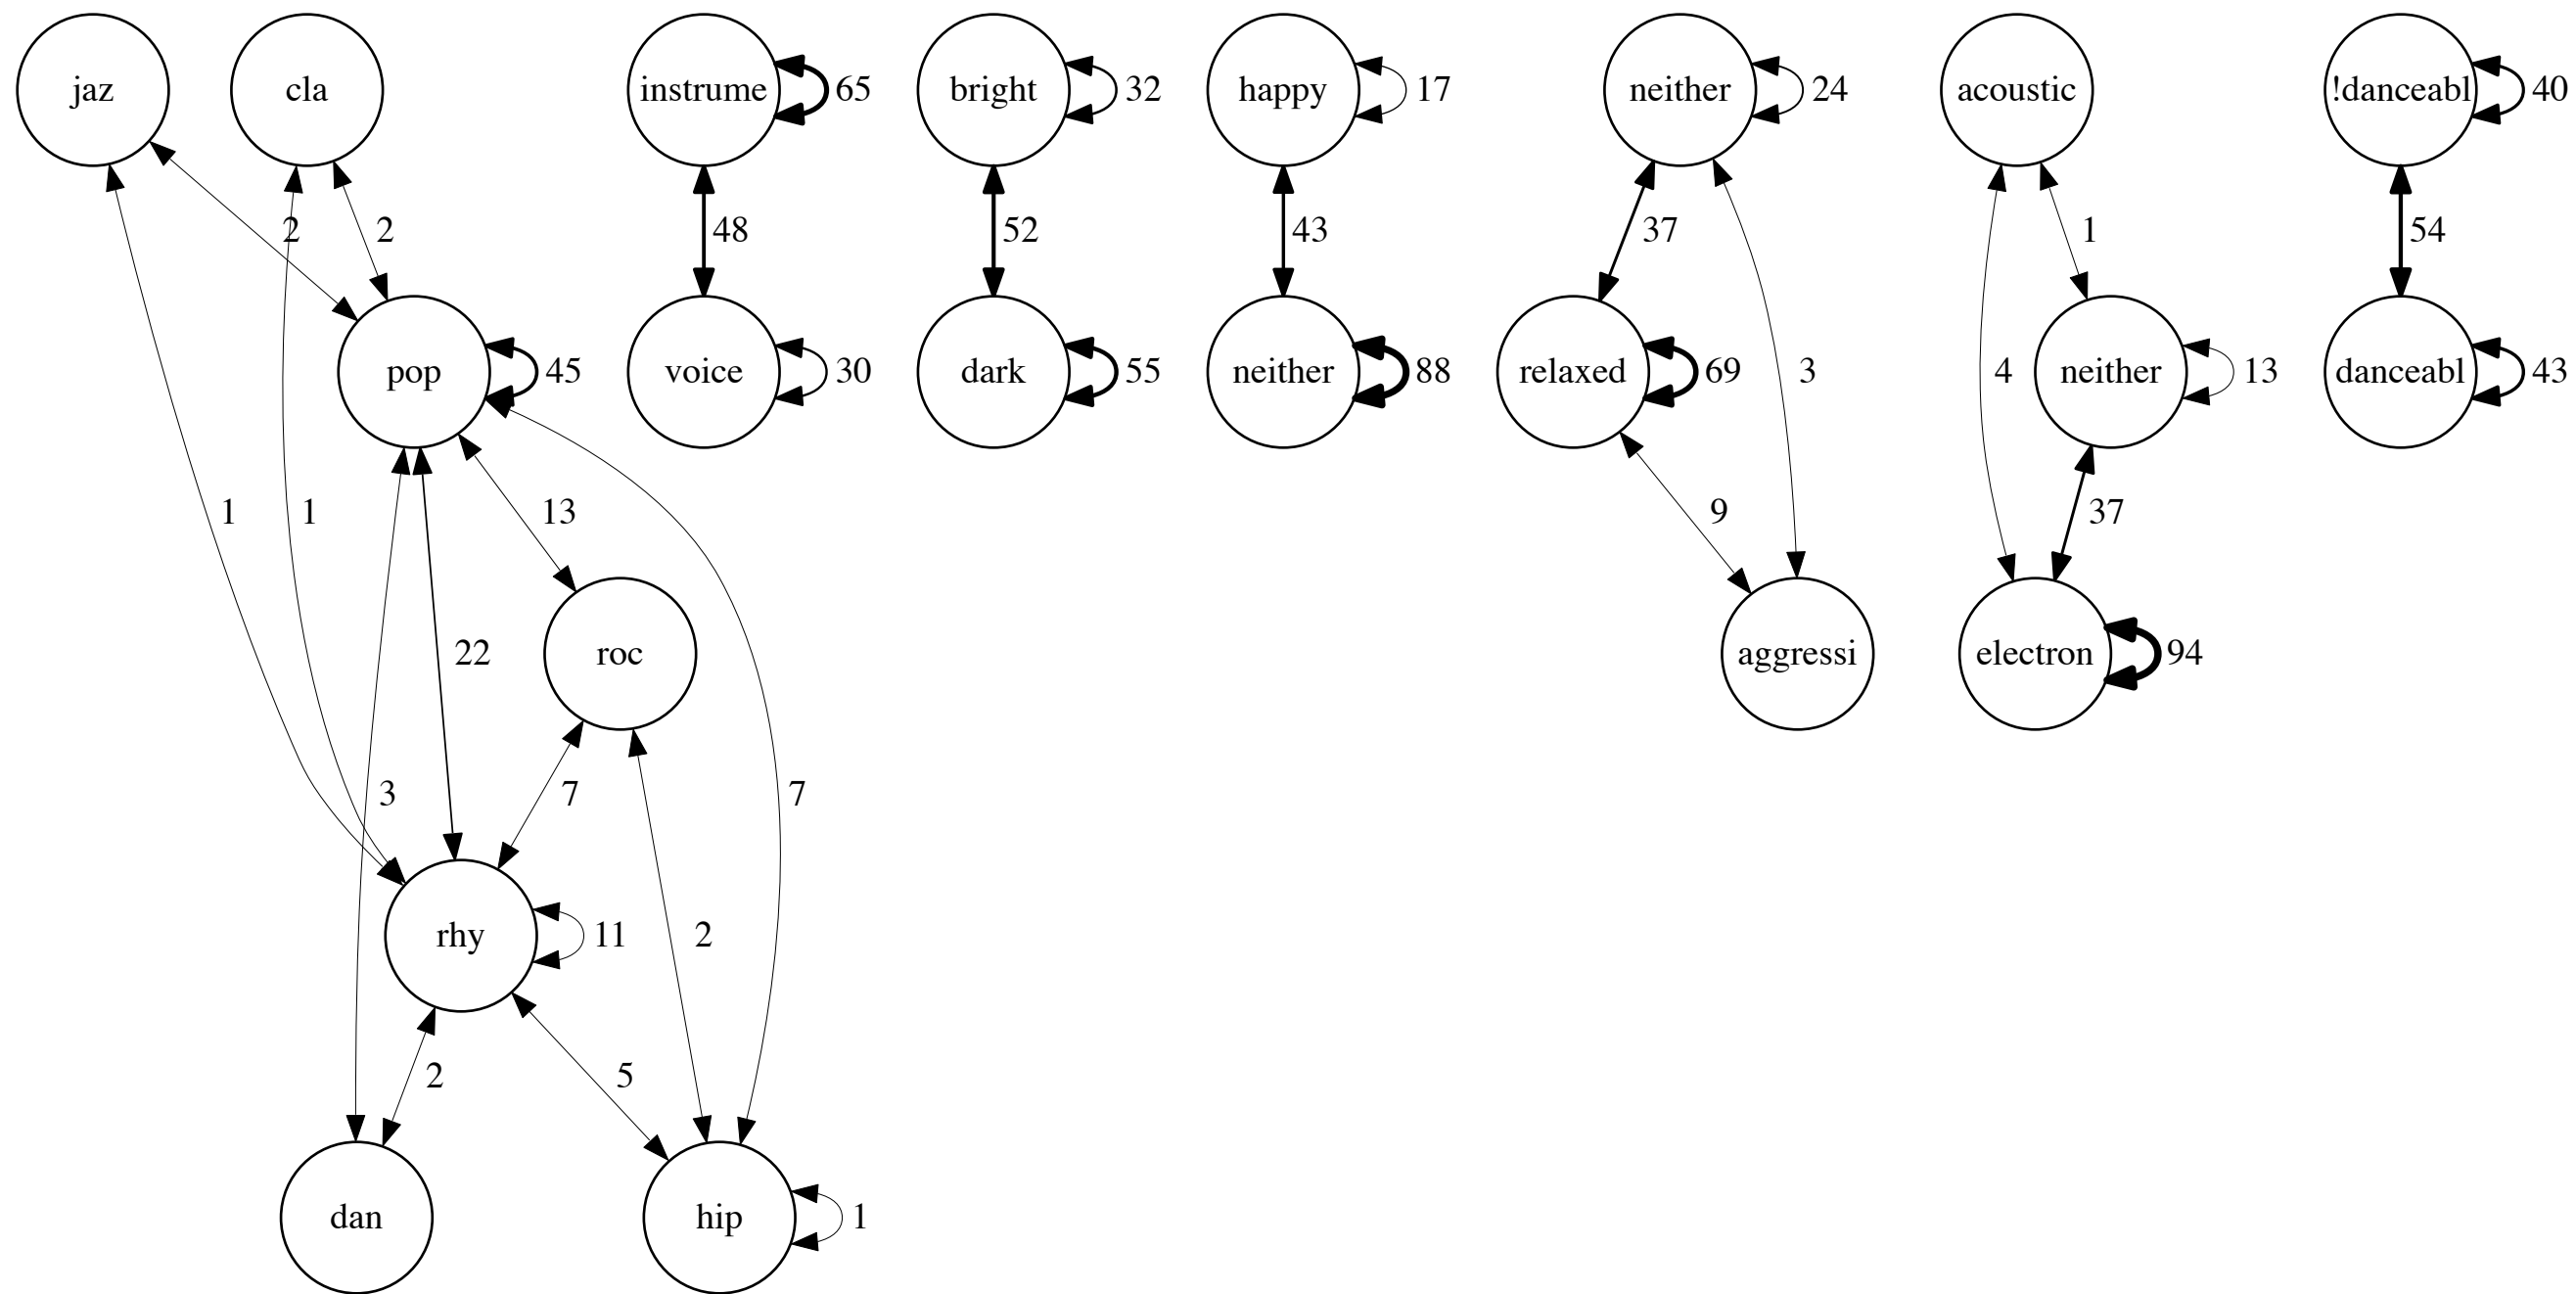 jaz cla instrume 65 bright 32 happy 17 neither 24 acoustic !danceabl 40
2 2 48 52 43 37 1 54
pop 45 voice 30 dark 55 neither 88 relaxed 69 3 4 neither 13 danceabl 43
1 1 13 9 37
22 roc aggressi electron 94
3 7 7
rhy 11 2
2 5
dan hip 1